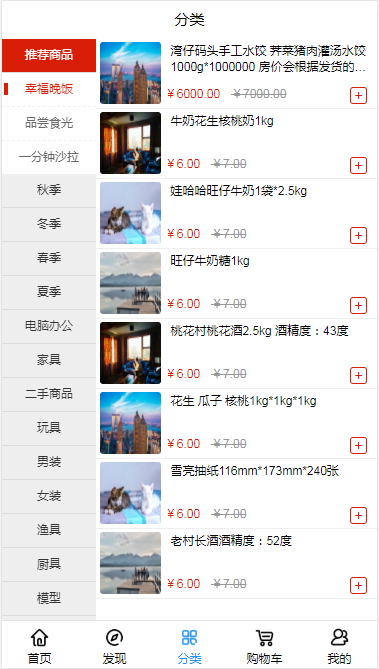 分类
推荐商品
幸福晚饭
品尝食光
一分钟沙拉
秋季
冬季
春季
夏季
电脑办公
家具
二手商品
玩具
男装
女装
渔具
厨具
模型
湾仔码头手工水饺 荠菜猪肉灌汤水饺
1000g*1000000 房价会根据发货的…
￥6000.00 ￥7000.00
牛奶花生核桃奶1kg
￥6.00 ￥7.00
娃哈哈旺仔牛奶1袋*2.5kg
￥6.00 ￥7.00
旺仔牛奶糖1kg
￥6.00 ￥7.00
桃花村桃花酒2.5kg 酒精度：43度
￥6.00 ￥7.00
花生 瓜子 核桃1kg*1kg*1kg
￥6.00 ￥7.00
雪亮抽纸116mm*173mm*240张
￥6.00 ￥7.00
老村长酒酒精度：52度
￥6.00 ￥7.00
首页 发现 分类 购物车 我的